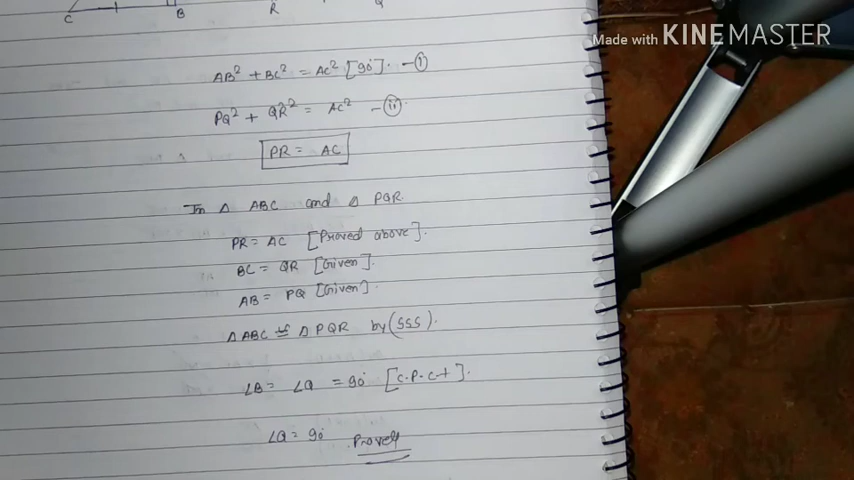 C B R Q
Made with KINEMASTER
AB² + BC² = AC² [90°]. —(i)
PQ² + QR² = AC² —(ii).
PR = AC
In △ ABC and △ PQR.
PR = AC [Proved above].
BC = QR [Given].
AB = PQ [Given].
△ABC ≅ △PQR by (SSS).
∠B = ∠Q = 90° [C.P.C.t].
∠Q = 90° Proved